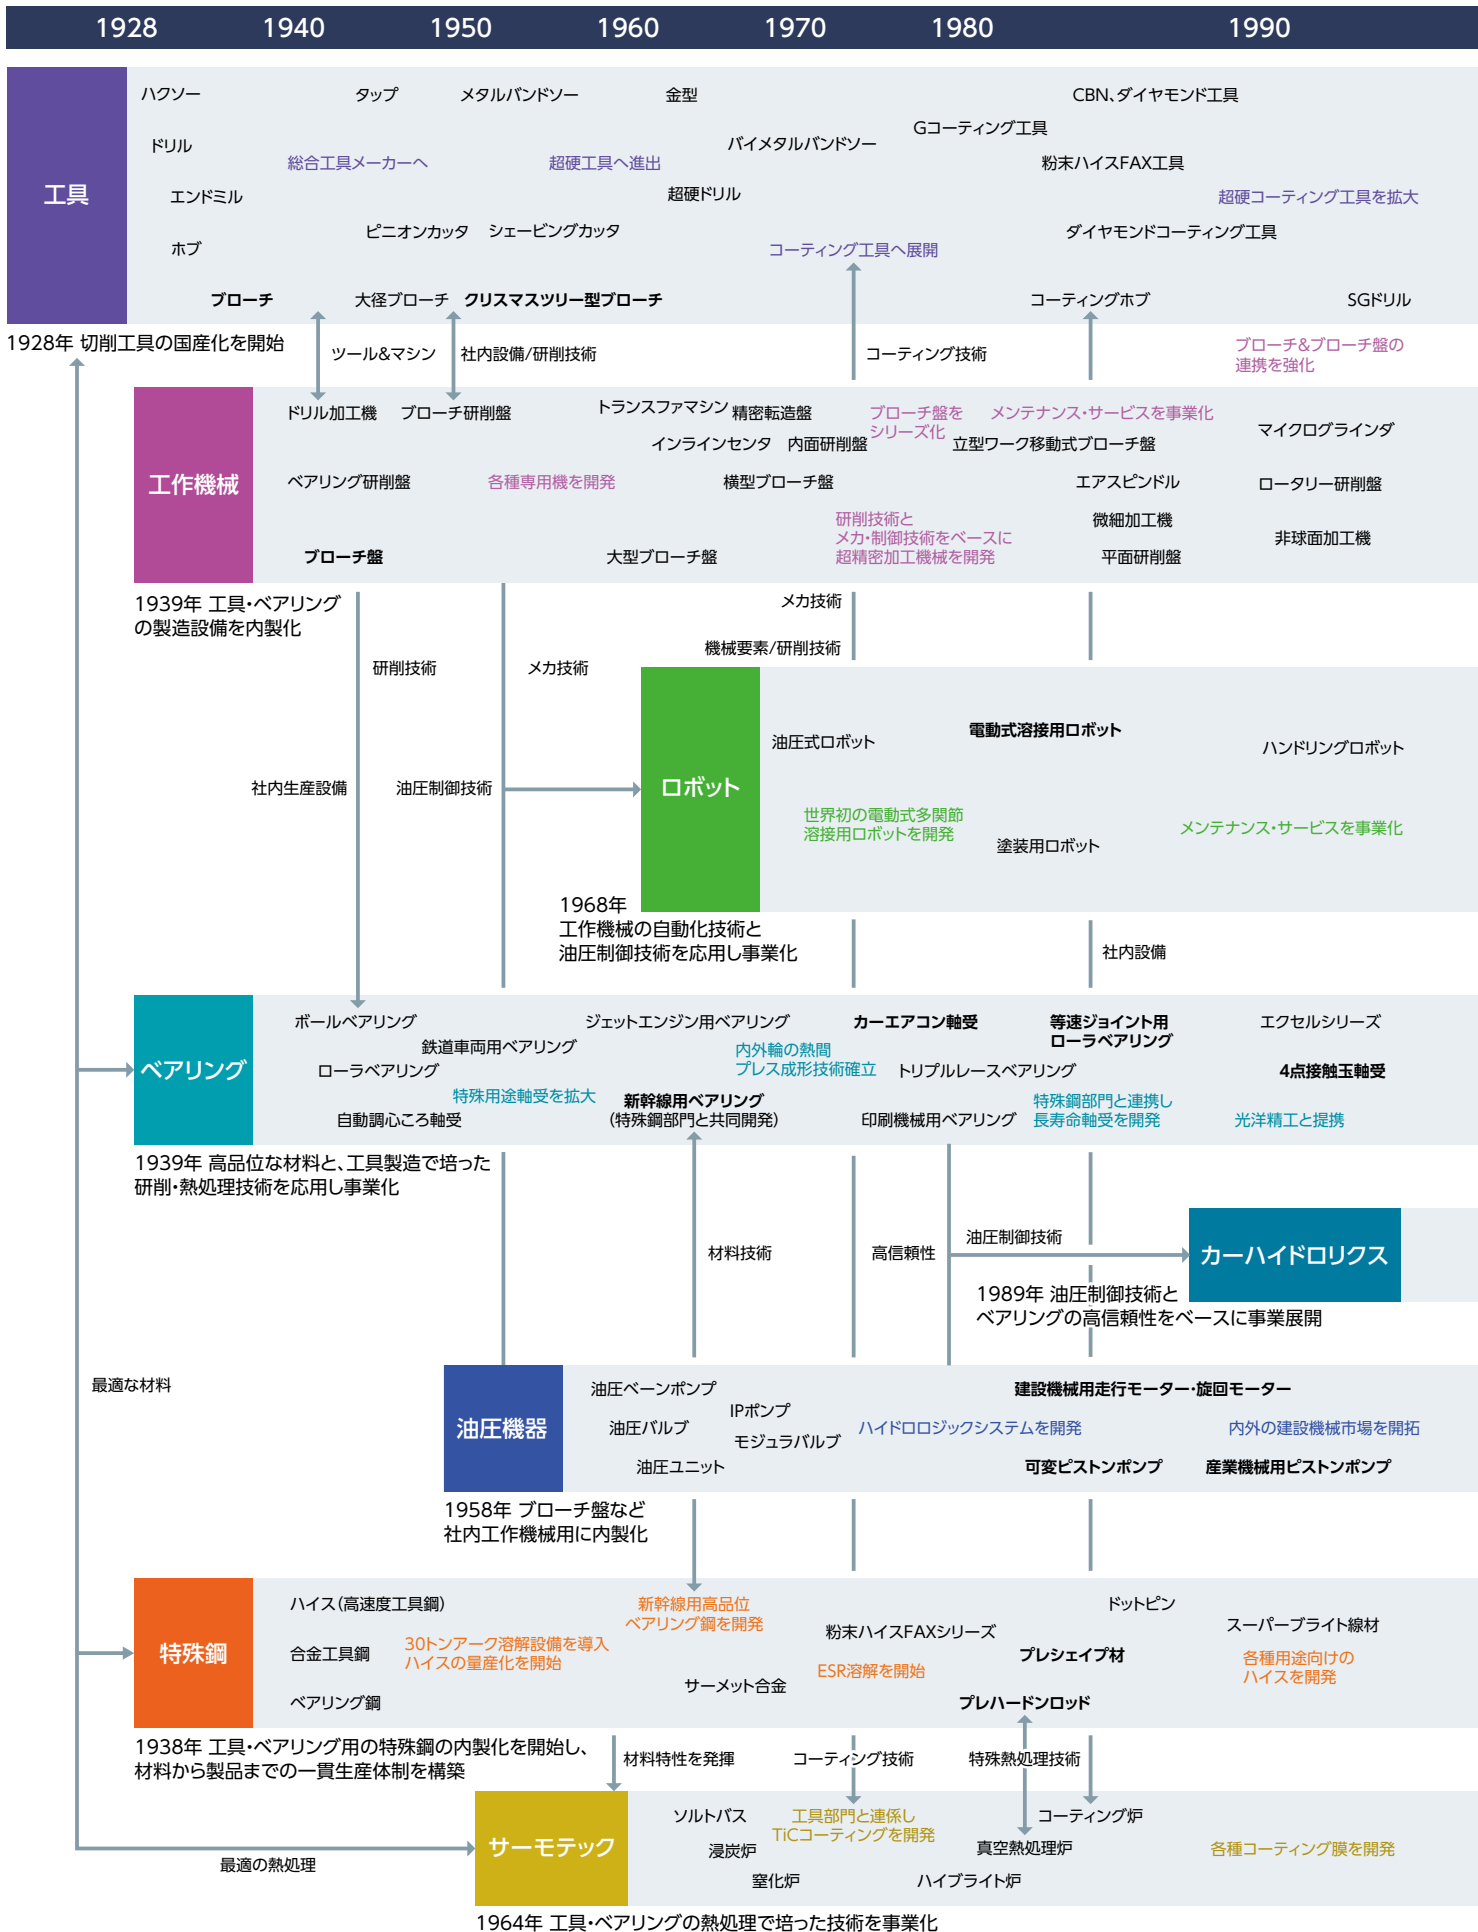 1928 1940 1950 1960 1970 1980 1990
工具
ハクソー
タップ
メタルバンドソー
金型
CBN、ダイヤモンド工具
Gコーティング工具
ドリル
バイメタルバンドソー
総合工具メーカーへ
超硬工具へ進出
粉末ハイスFAX工具
エンドミル
超硬ドリル
超硬コーティング工具を拡大
ピニオンカッタ
シェービングカッタ
ダイヤモンドコーティング工具
ホブ
コーティング工具へ展開
ブローチ
大径ブローチ
クリスマスツリー型ブローチ
コーティングホブ
SGドリル
1928年 切削工具の国産化を開始
ツール&マシン
社内設備/研削技術
コーティング技術
ブローチ&ブローチ盤の
連携を強化
工作機械
ドリル加工機
ブローチ研削盤
トランスファマシン
精密転造盤
ブローチ盤を
シリーズ化
メンテナンス・サービスを事業化
インラインセンタ
内面研削盤
立型ワーク移動式ブローチ盤
マイクログラインダ
ベアリング研削盤
各種専用機を開発
横型ブローチ盤
エアスピンドル
ロータリー研削盤
研削技術と
メカ・制御技術をベースに
超精密加工機械を開発
微細加工機
非球面加工機
ブローチ盤
大型ブローチ盤
平面研削盤
1939年 工具・ベアリング
の製造設備を内製化
メカ技術
機械要素/研削技術
研削技術
メカ技術
社内生産設備
油圧制御技術
ロボット
油圧式ロボット
電動式溶接用ロボット
ハンドリングロボット
世界初の電動式多関節
溶接用ロボットを開発
塗装用ロボット
メンテナンス・サービスを事業化
1968年
工作機械の自動化技術と
油圧制御技術を応用し事業化
社内設備
ベアリング
ボールベアリング
ジェットエンジン用ベアリング
カーエアコン軸受
等速ジョイント用
ローラベアリング
エクセルシリーズ
鉄道車両用ベアリング
内外輪の熱間
プレス成形技術確立
ローラベアリング
トリプルレースベアリング
4点接触玉軸受
特殊用途軸受を拡大
新幹線用ベアリング
(特殊鋼部門と共同開発)
特殊鋼部門と連携し
長寿命軸受を開発
自動調心ころ軸受
印刷機械用ベアリング
光洋精工と提携
1939年 高品位な材料と、工具製造で培った
研削・熱処理技術を応用し事業化
材料技術
高信頼性
油圧制御技術
カーハイドロリクス
1989年 油圧制御技術と
ベアリングの高信頼性をベースに事業展開
最適な材料
油圧機器
油圧ベーンポンプ
建設機械用走行モーター・旋回モーター
IPポンプ
油圧バルブ
モジュラバルブ
ハイドロロジックシステムを開発
内外の建設機械市場を開拓
油圧ユニット
可変ピストンポンプ
産業機械用ピストンポンプ
1958年 ブローチ盤など
社内工作機械用に内製化
特殊鋼
ハイス(高速度工具鋼)
新幹線用高品位
ベアリング鋼を開発
ドットピン
粉末ハイスFAXシリーズ
スーパーブライト線材
合金工具鋼
30トンアーク溶解設備を導入
ハイスの量産化を開始
プレシェイプ材
各種用途向けの
ハイスを開発
サーメット合金
ESR溶解を開始
ベアリング鋼
プレハードンロッド
1938年 工具・ベアリング用の特殊鋼の内製化を開始し、
材料から製品までの一貫生産体制を構築
材料特性を発揮
コーティング技術
特殊熱処理技術
サーモテック
ソルトバス
工具部門と連係し
TiCコーティングを開発
コーティング炉
浸炭炉
真空熱処理炉
各種コーティング膜を開発
窒化炉
ハイブライト炉
最適の熱処理
1964年 工具・ベアリングの熱処理で培った技術を事業化